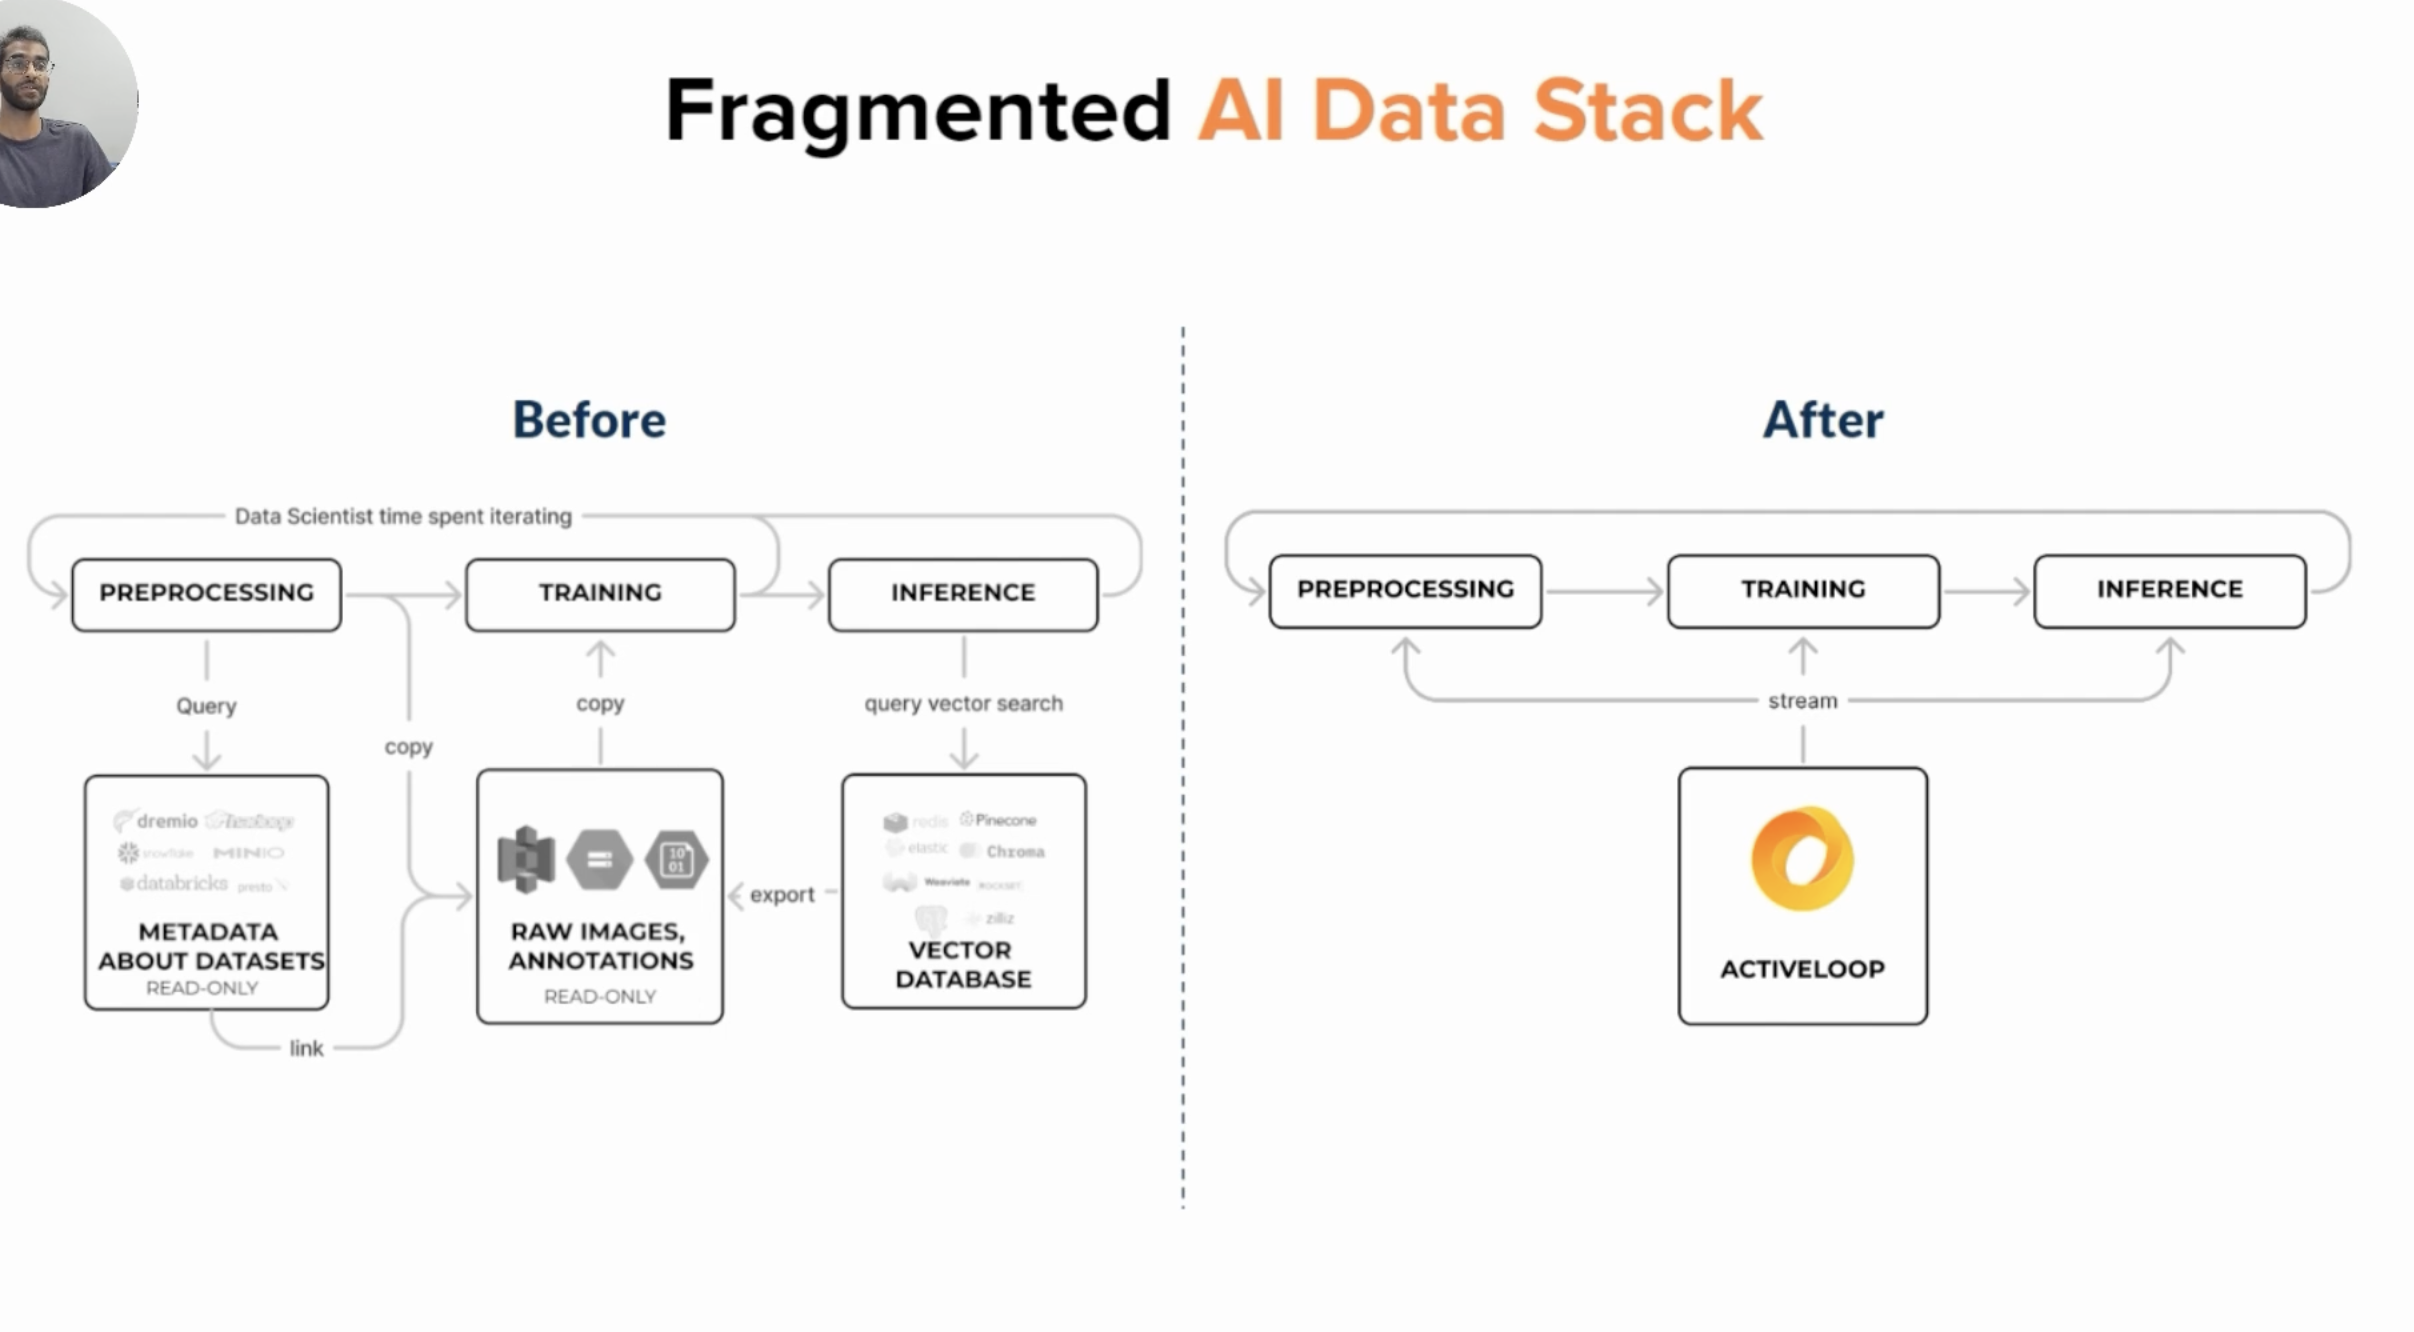 Fragmented AI Data Stack
Before
After
Data Scientist time spent iterating
PREPROCESSING
TRAINING
INFERENCE
Query
copy
copy
query vector search
dremio
snowflake
MINIO
databricks
presto
METADATA
ABOUT DATASETS
READ-ONLY
link
10
01
RAW IMAGES,
ANNOTATIONS
READ-ONLY
export
redis
Pinecone
elastic
Chroma
Weaviate
ROCKSET
zilliz
VECTOR
DATABASE
PREPROCESSING
TRAINING
INFERENCE
stream
ACTIVELOOP